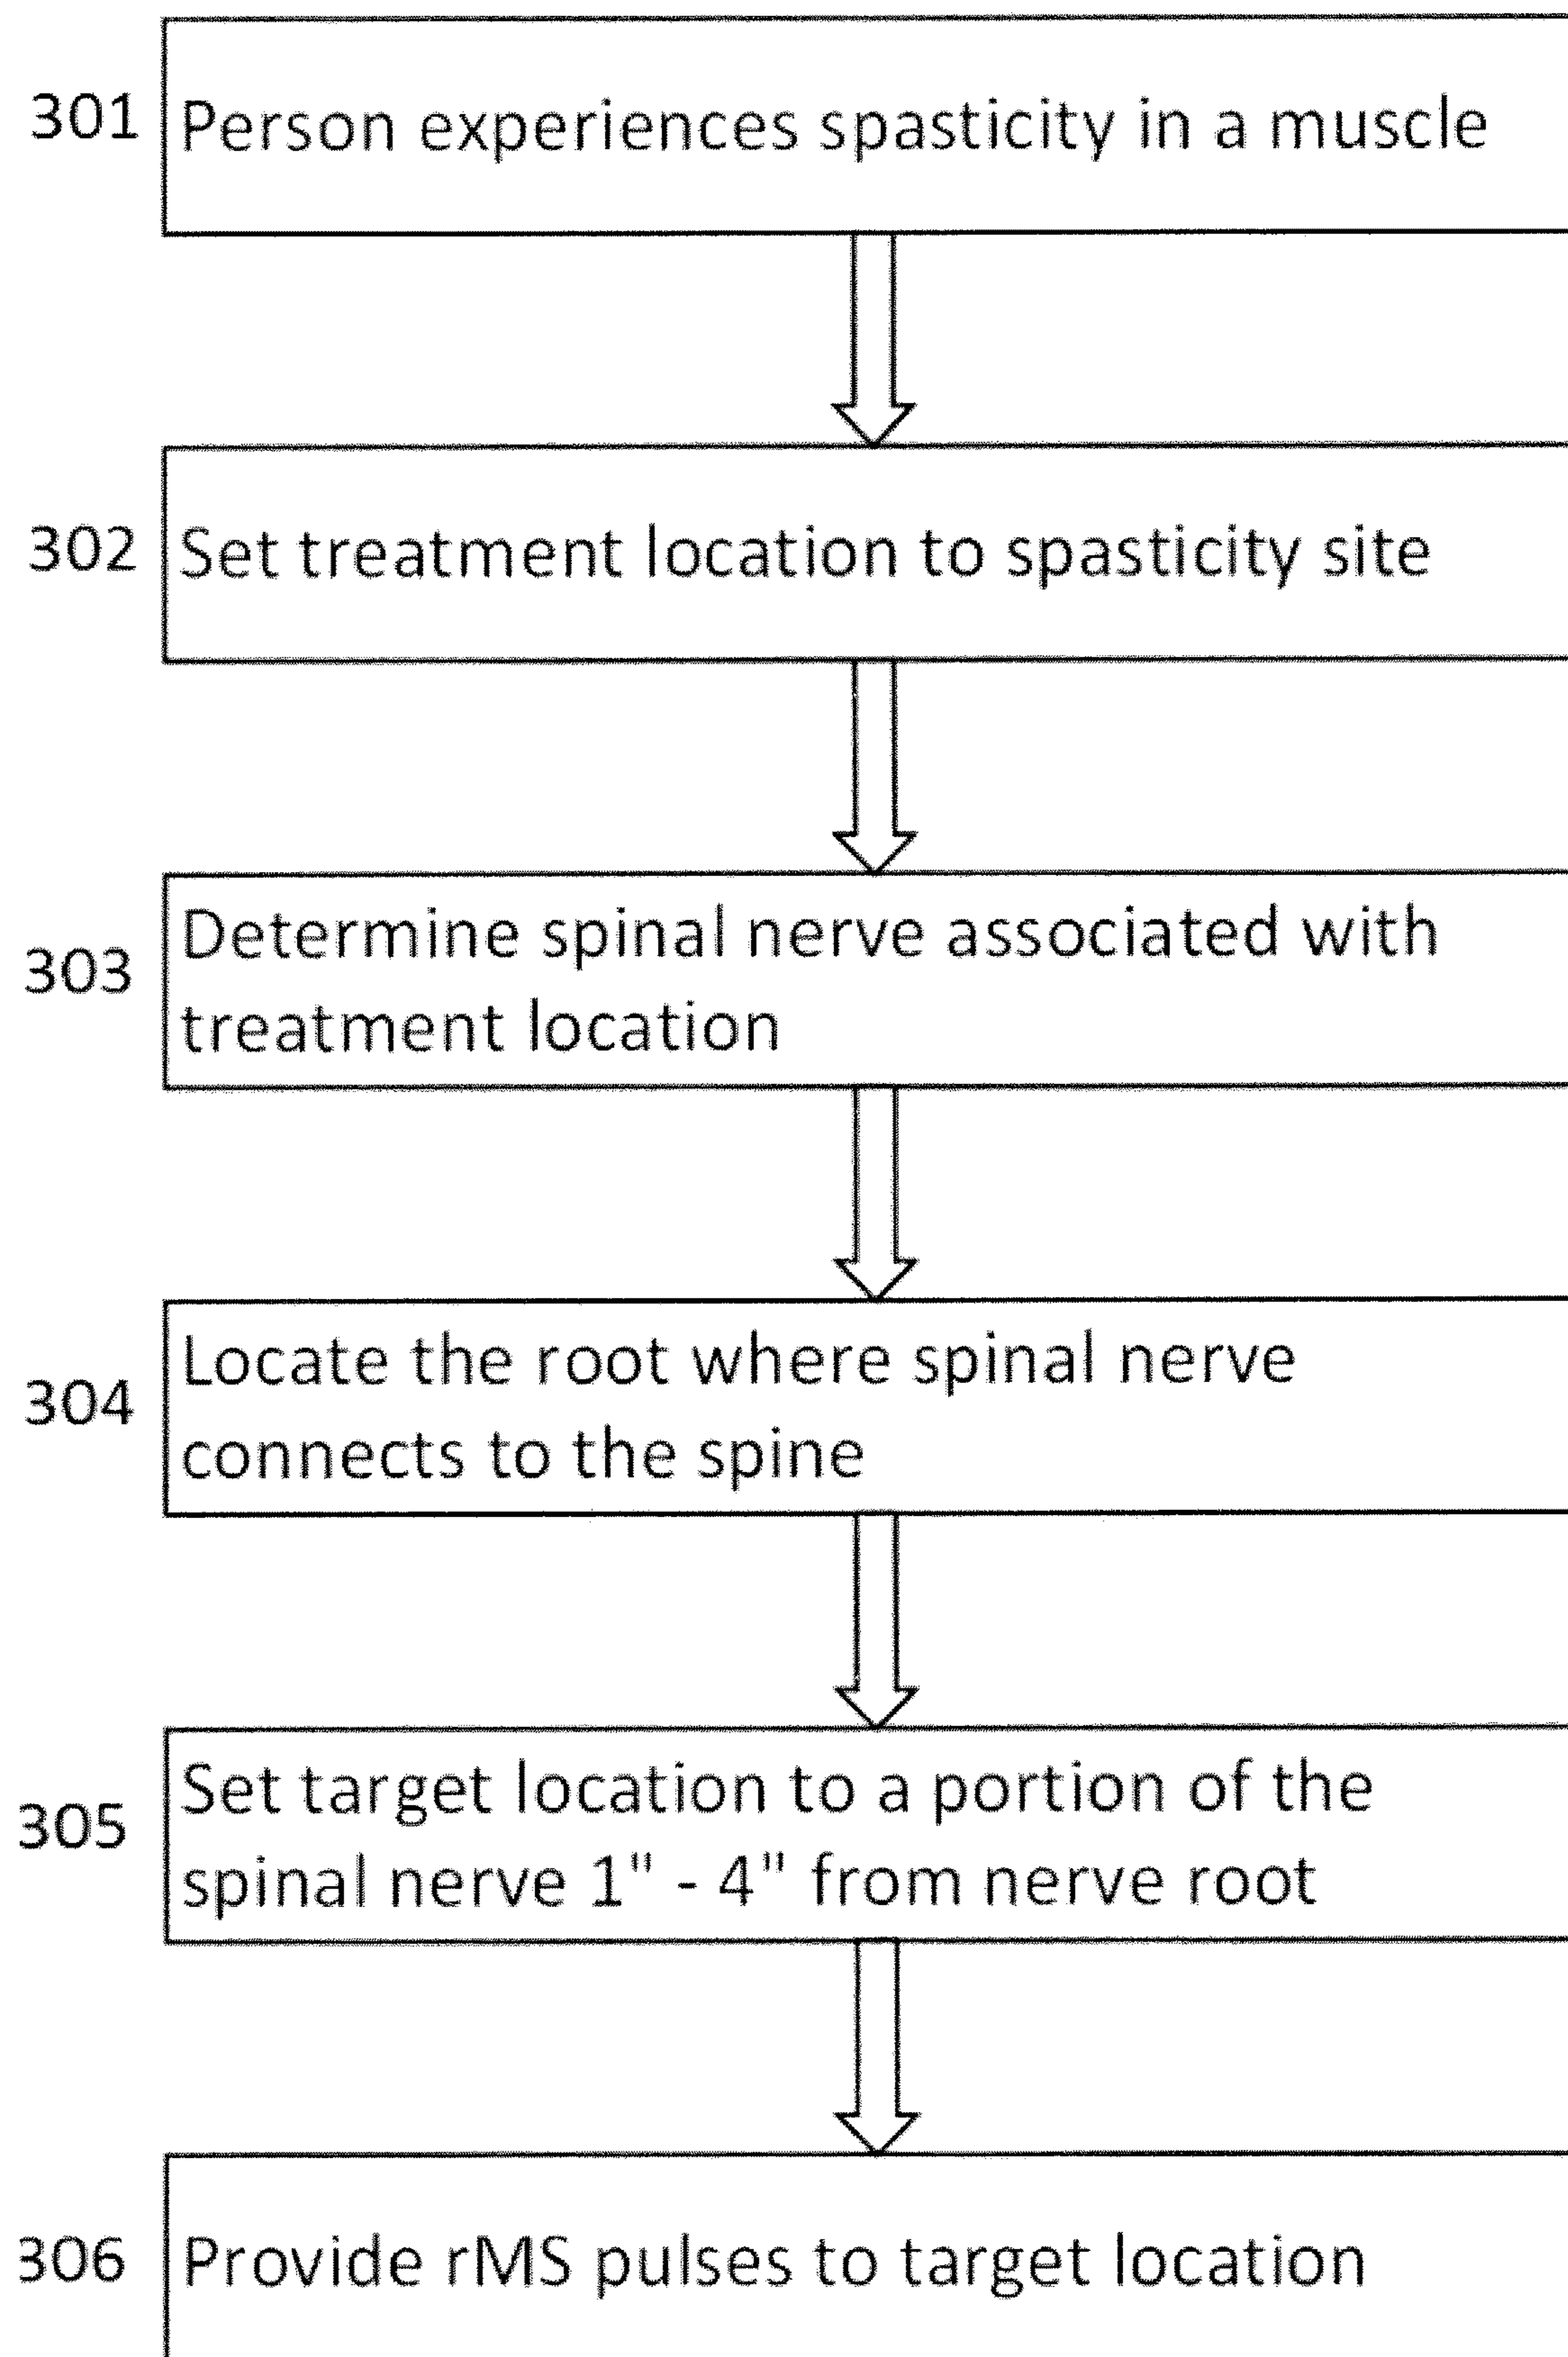 301 Person experiences spasticity in a muscle
302 Set treatment location to spasticity site
303 Determine spinal nerve associated with
treatment location
304 Locate the root where spinal nerve
connects to the spine
305 Set target location to a portion of the
spinal nerve 1" - 4" from nerve root
306 Provide rMS pulses to target location